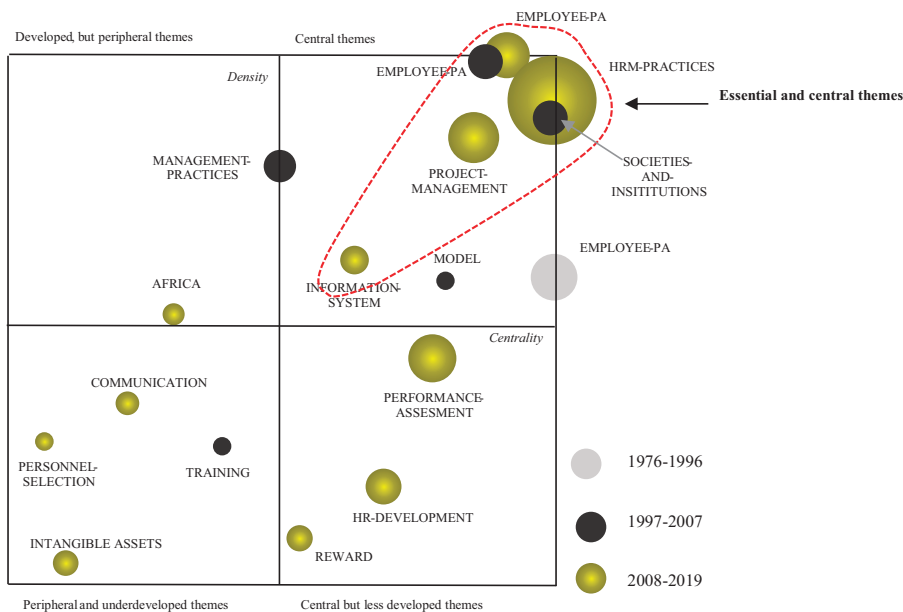 EMPLOYEE-PA
Developed, but peripheral themes
Central themes
Density
EMPLOYEE-PA
HRM-PRACTICES
Essential and central themes
MANAGEMENT-
PRACTICES
PROJECT-
MANAGEMENT
SOCIETIES-
AND-
INSITITUTIONS
EMPLOYEE-PA
MODEL
AFRICA
INFORMATION-
SYSTEM
Centrality
COMMUNICATION
PERFORMANCE-
ASSESMENT
PERSONNEL-
SELECTION
TRAINING
1976-1996
HR-DEVELOPMENT
1997-2007
INTANGIBLE ASSETS
REWARD
2008-2019
Peripheral and underdeveloped themes
Central but less developed themes